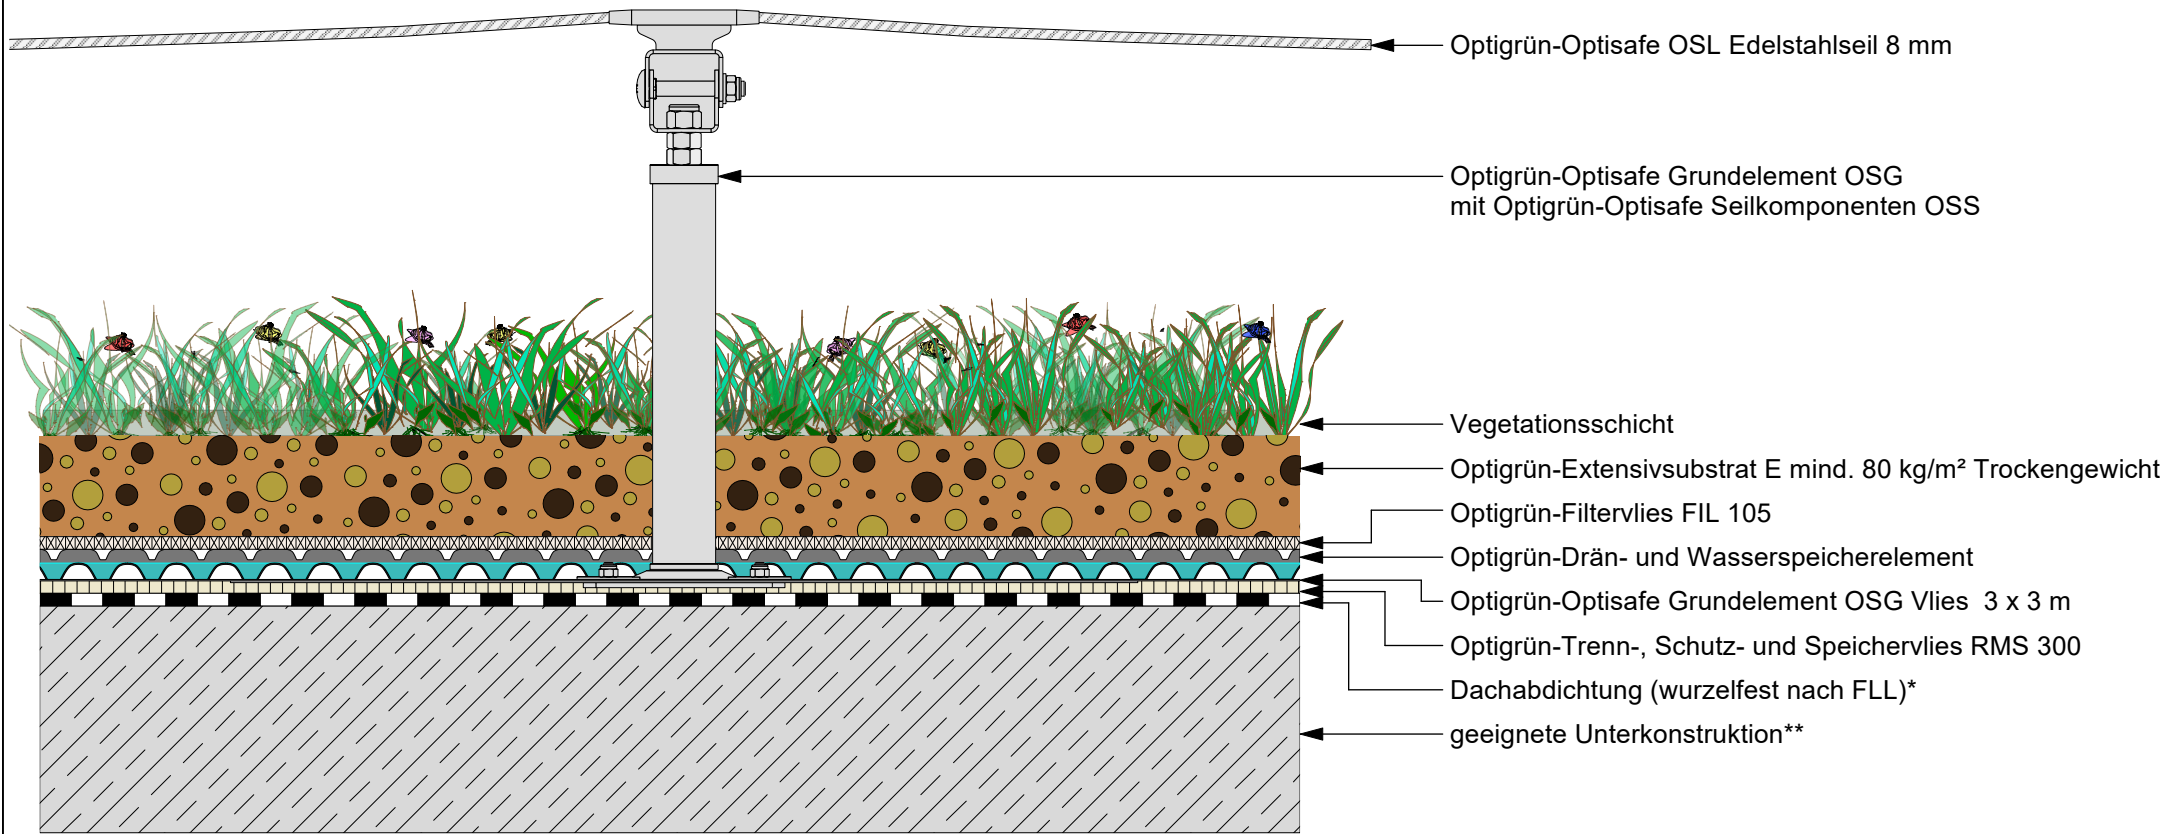 Optigrün-Optisafe OSL Edelstahlseil 8 mm
Optigrün-Optisafe Grundelement OSG
mit Optigrün-Optisafe Seilkomponenten OSS
Vegetationsschicht
Optigrün-Extensivsubstrat E mind. 80 kg/m² Trockengewicht
Optigrün-Filtervlies FIL 105
Optigrün-Drän- und Wasserspeicherelement
Optigrün-Optisafe Grundelement OSG Vlies  3 x 3 m
Optigrün-Trenn-, Schutz- und Speichervlies RMS 300
Dachabdichtung (wurzelfest nach FLL)*
geeignete Unterkonstruktion**